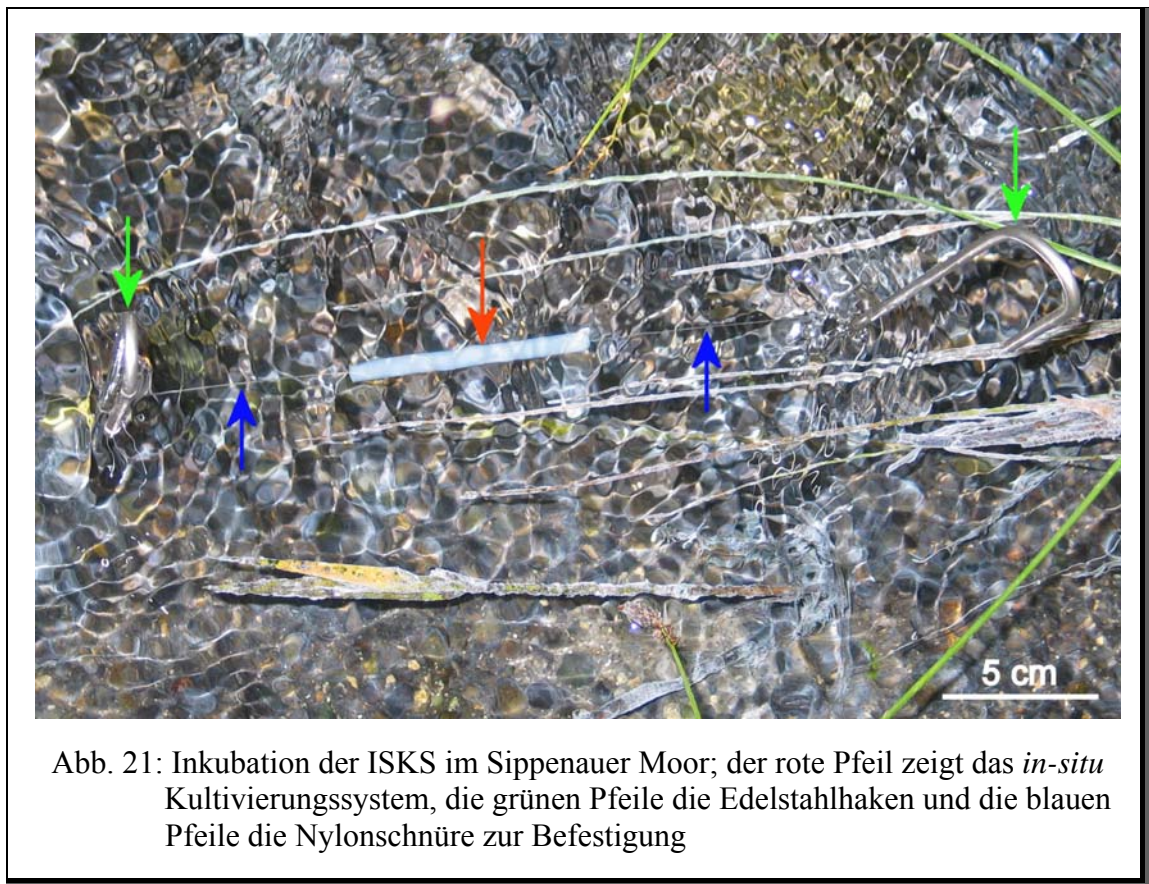 5 cm
Abb. 21: Inkubation der ISKS im Sippenauer Moor; der rote Pfeil zeigt das in-situ
Kultivierungssystem, die grünen Pfeile die Edelstahlhaken und die blauen
Pfeile die Nylonschnüre zur Befestigung